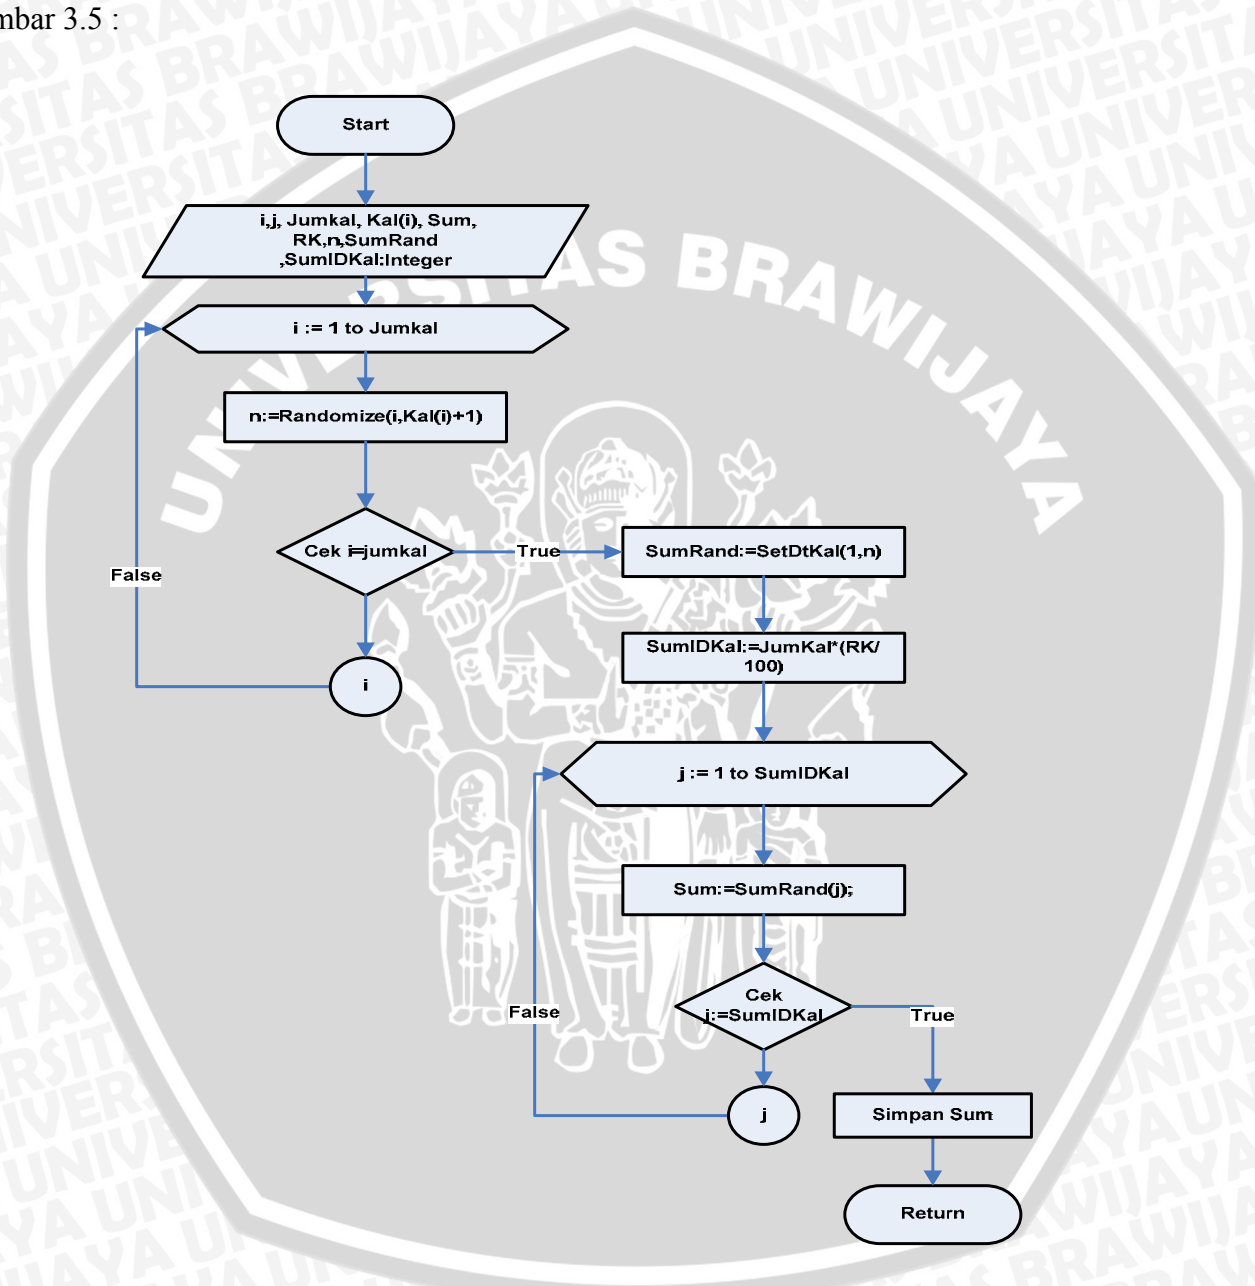 mbar 3.5 :
Start
i,j, Jumkal, Kal(i), Sum,
RK,n,SumRand
,SumIDKal:Integer
i := 1 to Jumkal
n:=Randomize(i,Kal(i)+1)
Cek i=jumkal
True
False
i
SumRand:=SetDtKal(1,n)
SumIDKal:=JumKal*(RK/
100)
j := 1 to SumIDKal
Sum:=SumRand(j);
Cek
j:=SumIDKal
False
True
j
Simpan Sum
Return
UNIVERSITAS BRAWIJAYA